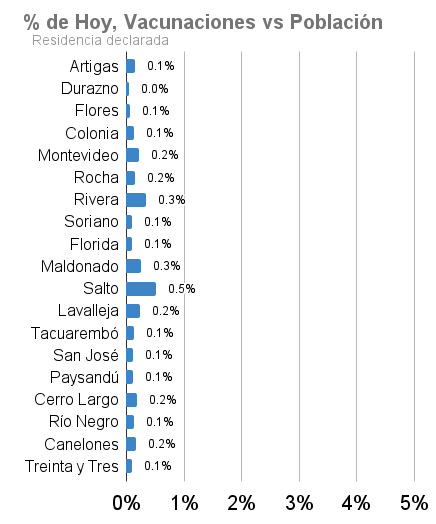 % de Hoy, Vacunaciones vs Población
Residencia declarada
Artigas 0.1%
Durazno 0.0%
Flores 0.1%
Colonia 0.1%
Montevideo 0.2%
Rocha 0.2%
Rivera 0.3%
Soriano 0.1%
Florida 0.1%
Maldonado 0.3%
Salto 0.5%
Lavalleja 0.2%
Tacuarembó 0.1%
San José 0.1%
Paysandú 0.1%
Cerro Largo 0.2%
Río Negro 0.1%
Canelones 0.2%
Treinta y Tres 0.1%
0% 1% 2% 3% 4% 5%